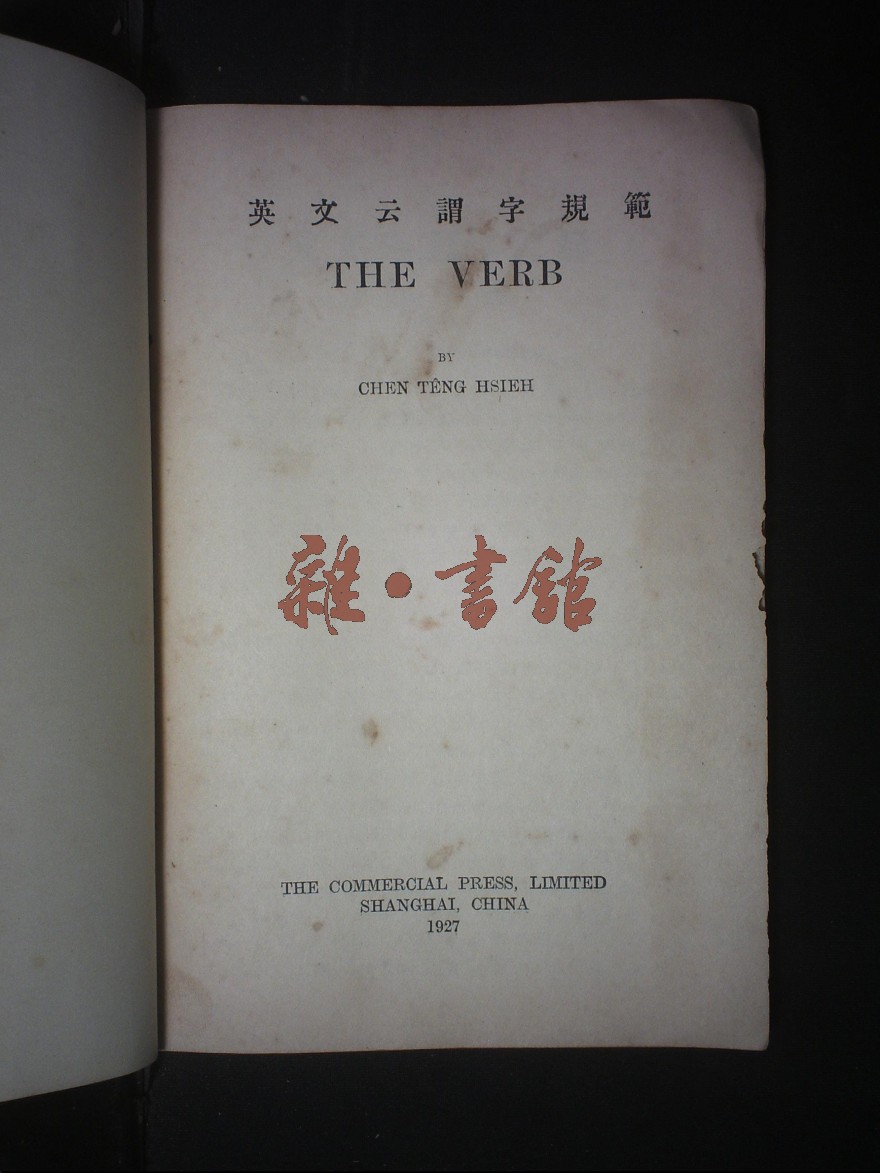 英文云謂字規範
THE VERB
BY
CHEN TÊNG HSIEH
雜•書館
THE COMMERCIAL PRESS, LIMITED
SHANGHAI, CHINA
1927